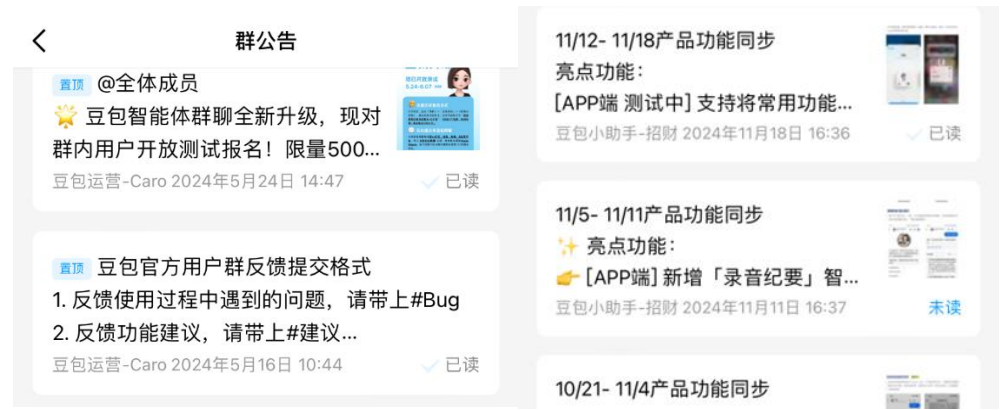 群公告
置顶 @全体成员
🌟 豆包智能体群聊全新升级，现对
群内用户开放测试报名！限量500...
豆包运营-Caro 2024年5月24日 14:47
已读
置顶 豆包官方用户群反馈提交格式
1. 反馈使用过程中遇到的问题，请带上#Bug
2. 反馈功能建议，请带上#建议...
豆包运营-Caro 2024年5月16日 10:44
已读
11/12- 11/18产品功能同步
亮点功能：
[APP端 测试中] 支持将常用功能...
豆包小助手-招财 2024年11月18日 16:36
已读
11/5- 11/11产品功能同步
✨ 亮点功能：
👉 [APP端] 新增「录音纪要」智...
豆包小助手-招财 2024年11月11日 16:37
未读
10/21- 11/4产品功能同步